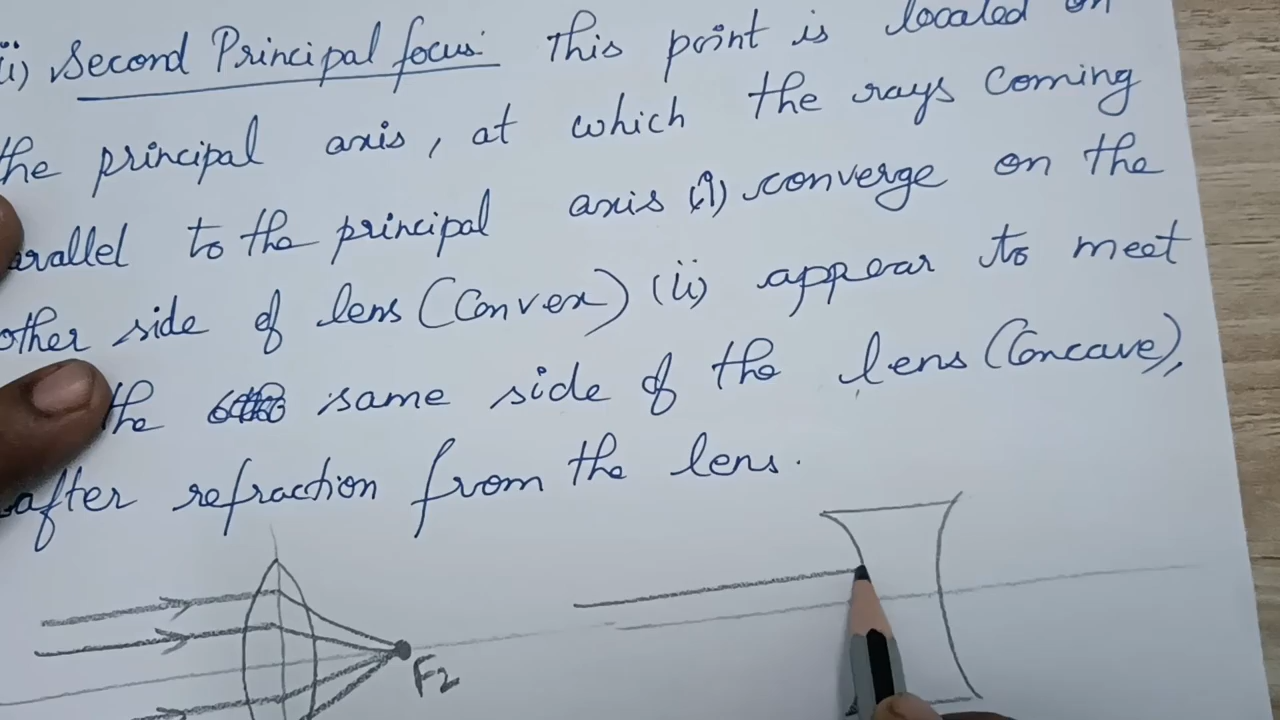 ii) Second Principal focus: This point is located on
the principal axis, at which the rays coming
parallel to the principal axis (i) converge on the
other side of lens (Convex) (ii) appear to meet
the same side of the lens (Concave),
after refraction from the lens.
F2